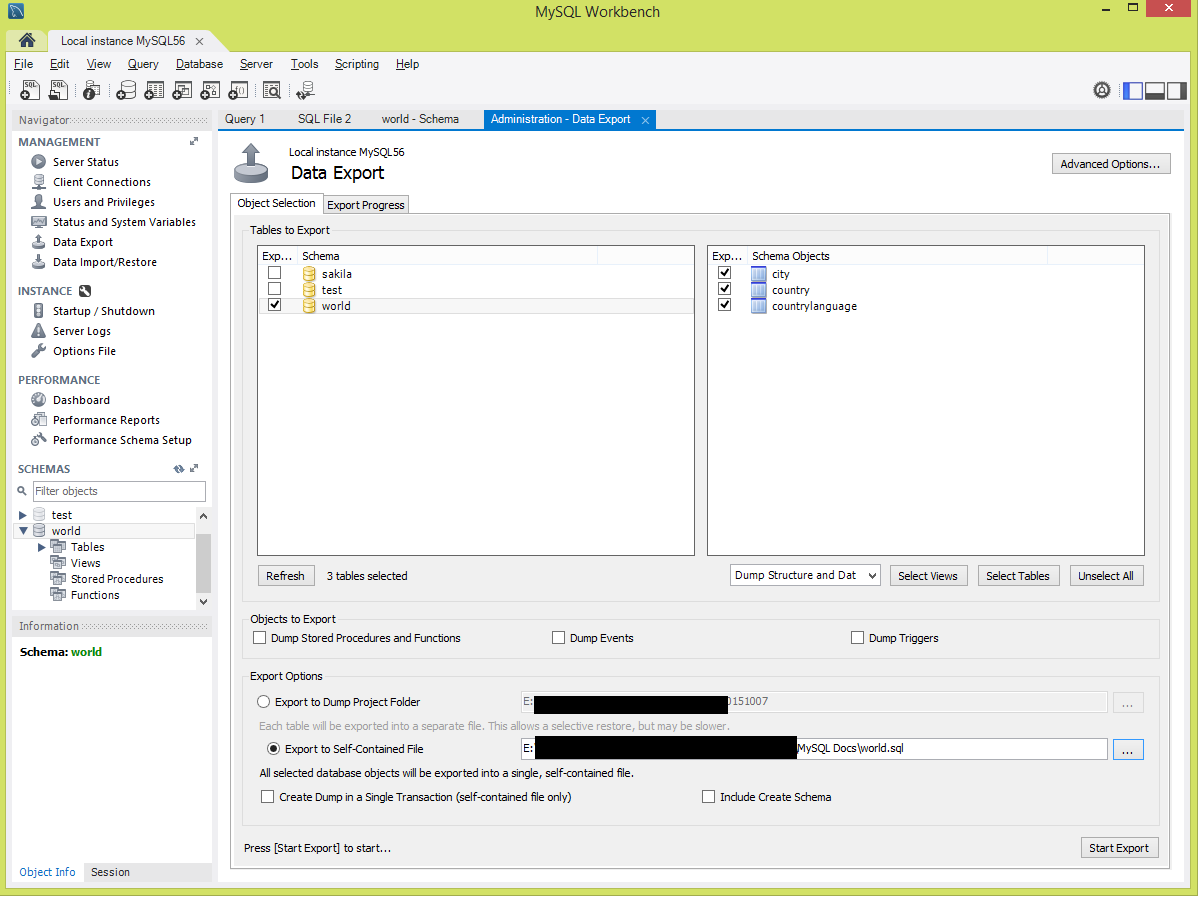 MySQL Workbench
Local instance MySQL56
File Edit View Query Database Server Tools Scripting Help
Navigator
MANAGEMENT
Server Status
Client Connections
Users and Privileges
Status and System Variables
Data Export
Data Import/Restore
INSTANCE
Startup / Shutdown
Server Logs
Options File
PERFORMANCE
Dashboard
Performance Reports
Performance Schema Setup
SCHEMAS
Filter objects
test
world
Tables
Views
Stored Procedures
Functions
Information
Schema: world
Object Info Session
Query 1 SQL File 2 world - Schema Administration - Data Export
Local instance MySQL56
Data Export
Advanced Options...
Object Selection Export Progress
Tables to Export
Exp... Schema
sakila
test
world
Exp... Schema Objects
city
country
countrylanguage
Refresh 3 tables selected Dump Structure and Dat Select Views Select Tables Unselect All
Objects to Export
Dump Stored Procedures and Functions Dump Events Dump Triggers
Export Options
Export to Dump Project Folder E: 0151007 ...
Each table will be exported into a separate file. This allows a selective restore, but may be slower.
Export to Self-Contained File E: MySQL Docs\world.sql ...
All selected database objects will be exported into a single, self-contained file.
Create Dump in a Single Transaction (self-contained file only) Include Create Schema
Press [Start Export] to start... Start Export